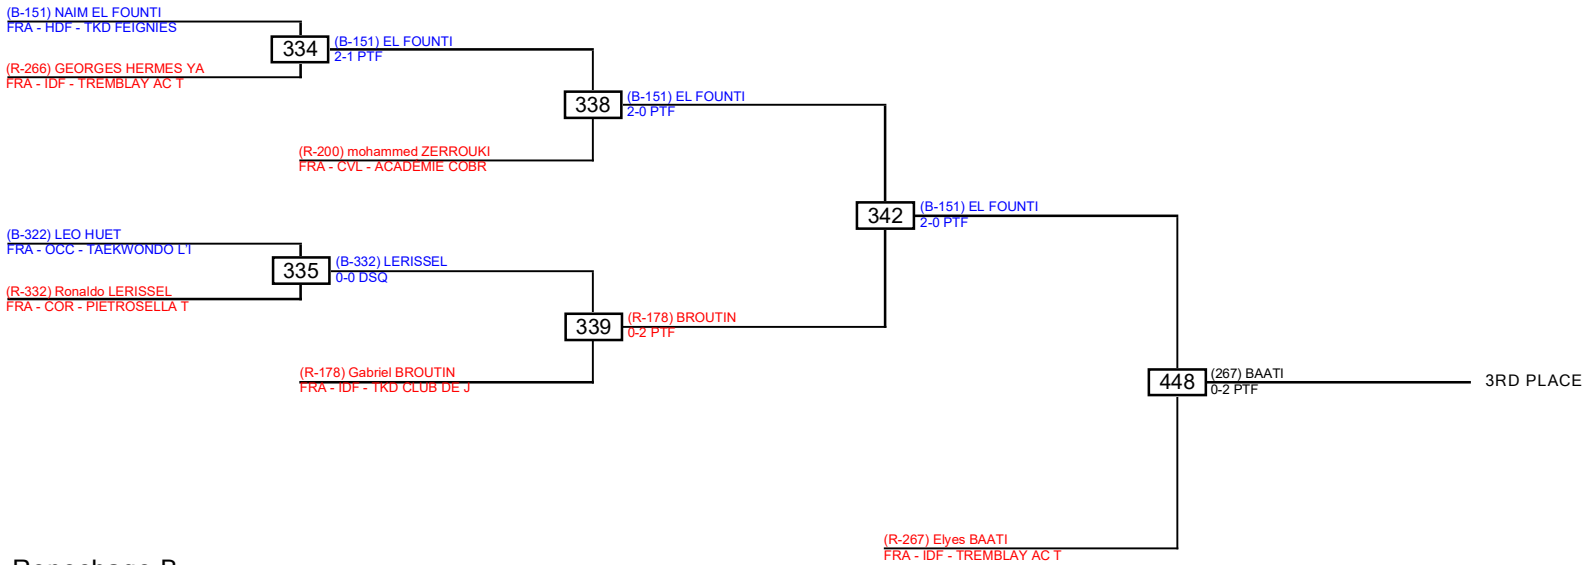 (B-151) NAIM EL FOUNTI
FRA - HDF - TKD FEIGNIES
334
(B-151) EL FOUNTI
2-1 PTF
(R-266) GEORGES HERMES YA
FRA - IDF - TREMBLAY AC T
338
(B-151) EL FOUNTI
2-0 PTF
(R-200) mohammed ZERROUKI
FRA - CVL - ACADEMIE COBR
342
(B-151) EL FOUNTI
2-0 PTF
(B-322) LEO HUET
FRA - OCC - TAEKWONDO L'I
335
(B-332) LERISSEL
0-0 DSQ
(R-332) Ronaldo LERISSEL
FRA - COR - PIETROSELLA T
339
(R-178) BROUTIN
0-2 PTF
(R-178) Gabriel BROUTIN
FRA - IDF - TKD CLUB DE J
448
(267) BAATI
0-2 PTF
3RD PLACE
(R-267) Elyes BAATI
FRA - IDF - TREMBLAY AC T
Repechage B